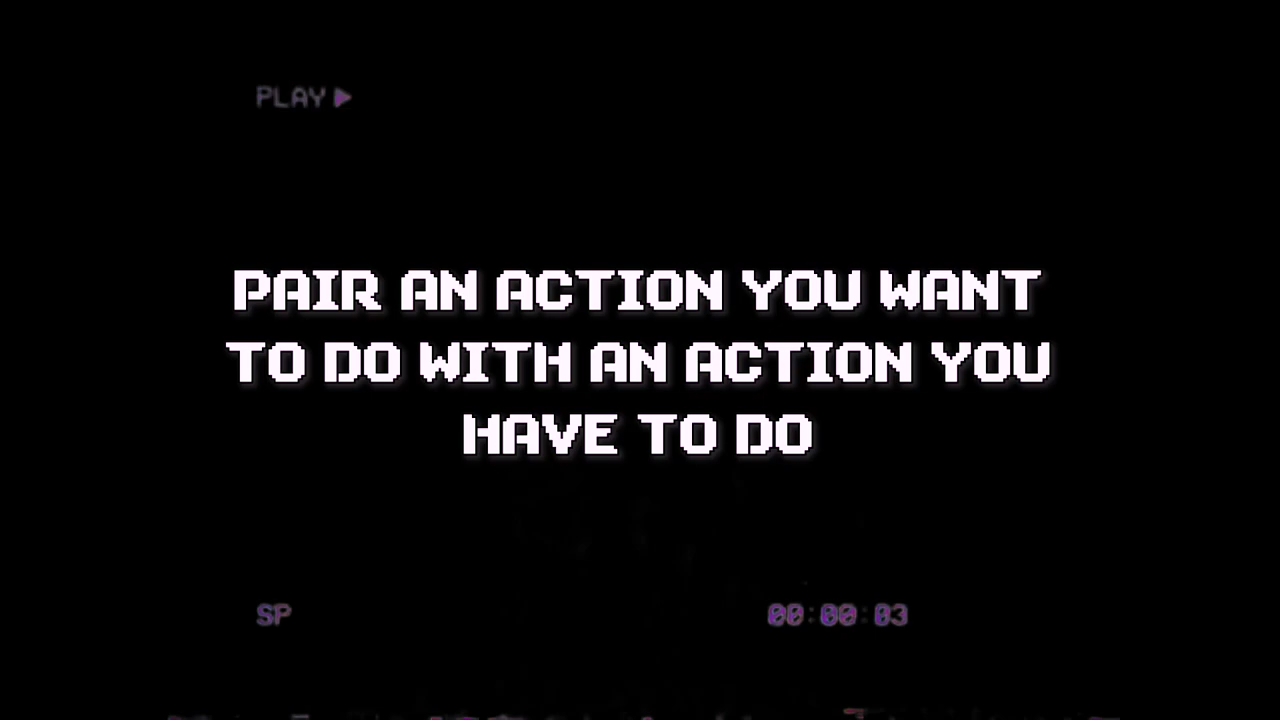 PLAY ▶
PAIR AN ACTION YOU WANT
TO DO WITH AN ACTION YOU
HAVE TO DO
SP
00:00:03